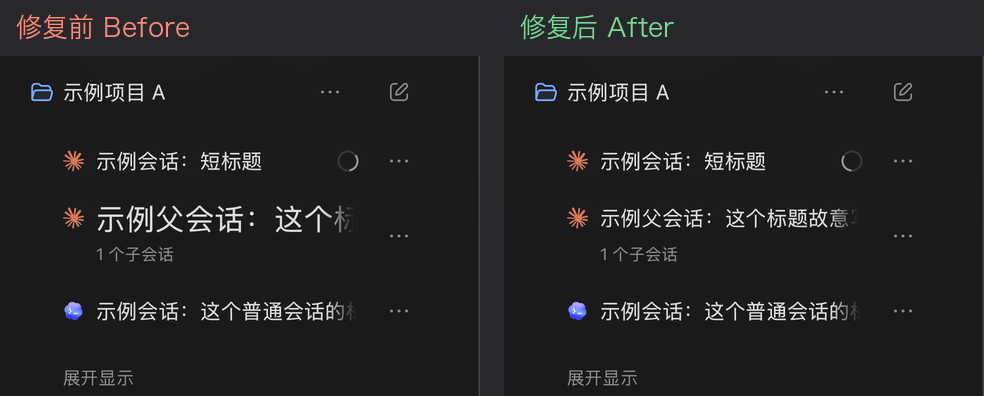 修复前 Before
示例项目 A
示例会话：短标题
示例父会话：这个标
1 个子会话
示例会话：这个普通会话的标
展开显示
修复后 After
示例项目 A
示例会话：短标题
示例父会话：这个标题故意
1 个子会话
示例会话：这个普通会话的标
展开显示